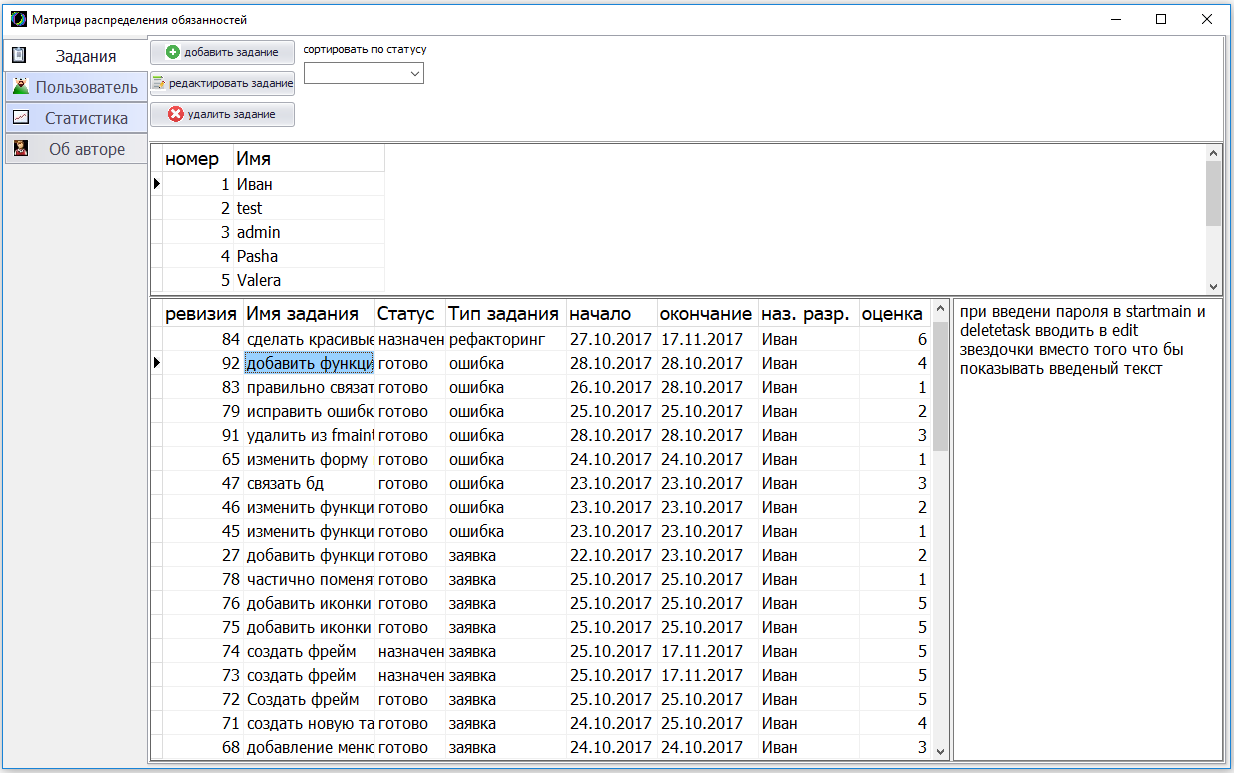 Матрица распределения обязанностей
Задания
Пользователь
Статистика
Об авторе
добавить задание
редактировать задание
удалить задание
сортировать по статусу
номер Имя
1 Иван
2 test
3 admin
4 Pasha
5 Valera
ревизия Имя задания Статус Тип задания начало окончание наз. разр. оценка
84 сделать красивые назначен рефакторинг 27.10.2017 17.11.2017 Иван 6
92 добавить функци готово ошибка 28.10.2017 28.10.2017 Иван 4
83 правильно связат готово ошибка 26.10.2017 28.10.2017 Иван 1
79 исправить ошибк готово ошибка 25.10.2017 25.10.2017 Иван 2
91 удалить из fmaint готово ошибка 28.10.2017 28.10.2017 Иван 3
65 изменить форму готово ошибка 24.10.2017 24.10.2017 Иван 1
47 связать бд готово ошибка 23.10.2017 23.10.2017 Иван 3
46 изменить функци готово ошибка 23.10.2017 23.10.2017 Иван 2
45 изменить функци готово ошибка 23.10.2017 23.10.2017 Иван 1
27 добавить функци готово заявка 22.10.2017 23.10.2017 Иван 2
78 частично поменя готово заявка 25.10.2017 25.10.2017 Иван 1
76 добавить иконки готово заявка 25.10.2017 25.10.2017 Иван 5
75 добавить иконки готово заявка 25.10.2017 25.10.2017 Иван 5
74 создать фрейм назначен заявка 25.10.2017 17.11.2017 Иван 5
73 создать фрейм назначен заявка 25.10.2017 17.11.2017 Иван 5
72 Создать фрейм готово заявка 25.10.2017 25.10.2017 Иван 5
71 создать новую та готово заявка 24.10.2017 25.10.2017 Иван 4
68 добавление меню готово заявка 24.10.2017 24.10.2017 Иван 3
при введени пароля в startmain и
deletetask вводить в edit
звездочки вместо того что бы
показывать введеный текст